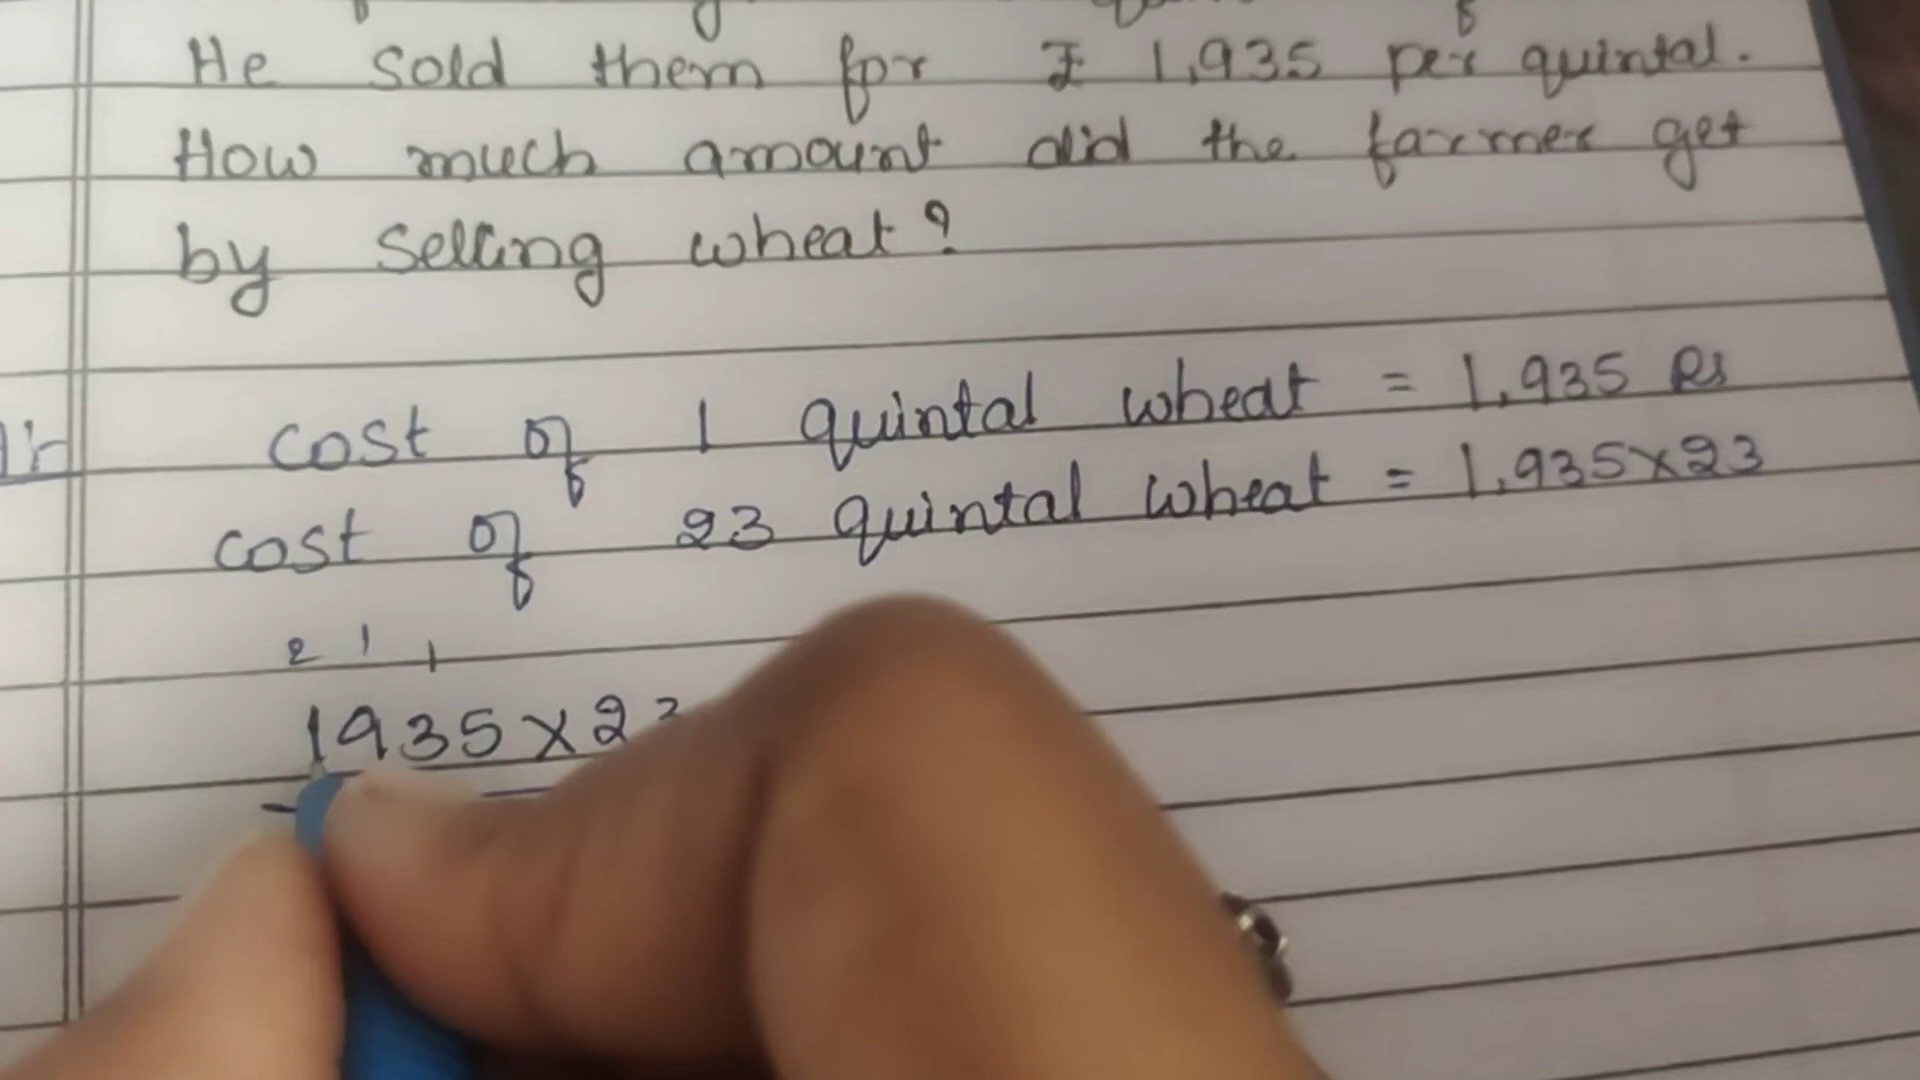 He sold them for ₹ 1,935 per quintal.
How much amount did the farmer get
by selling wheat?
cost of 1 quintal wheat = 1,935 Rs
cost of 23 quintal wheat = 1,935×23
2 1 1
1935×23